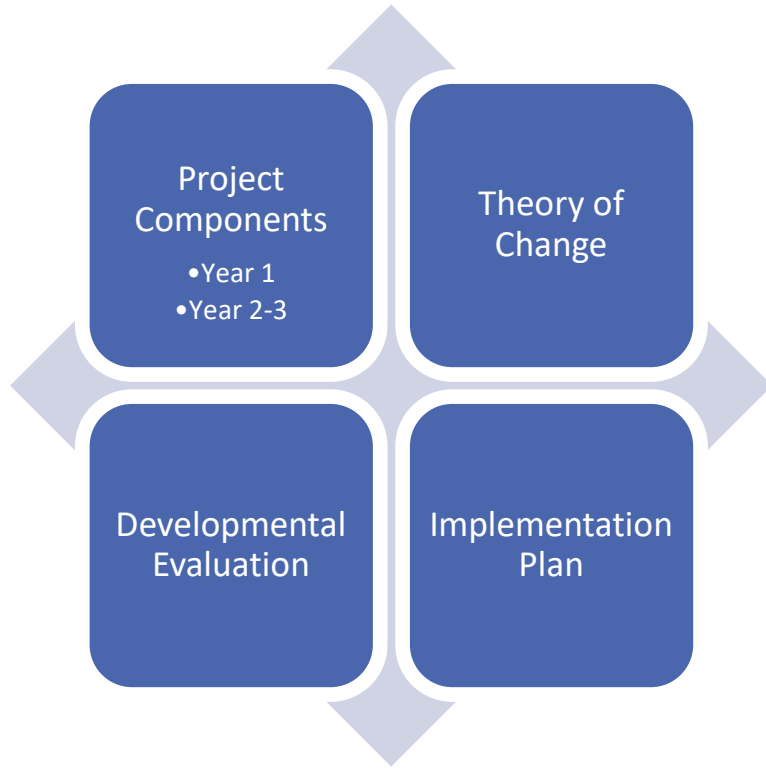 Project
Components
•Year 1
•Year 2-3
Theory of
Change
Developmental
Evaluation
Implementation
Plan